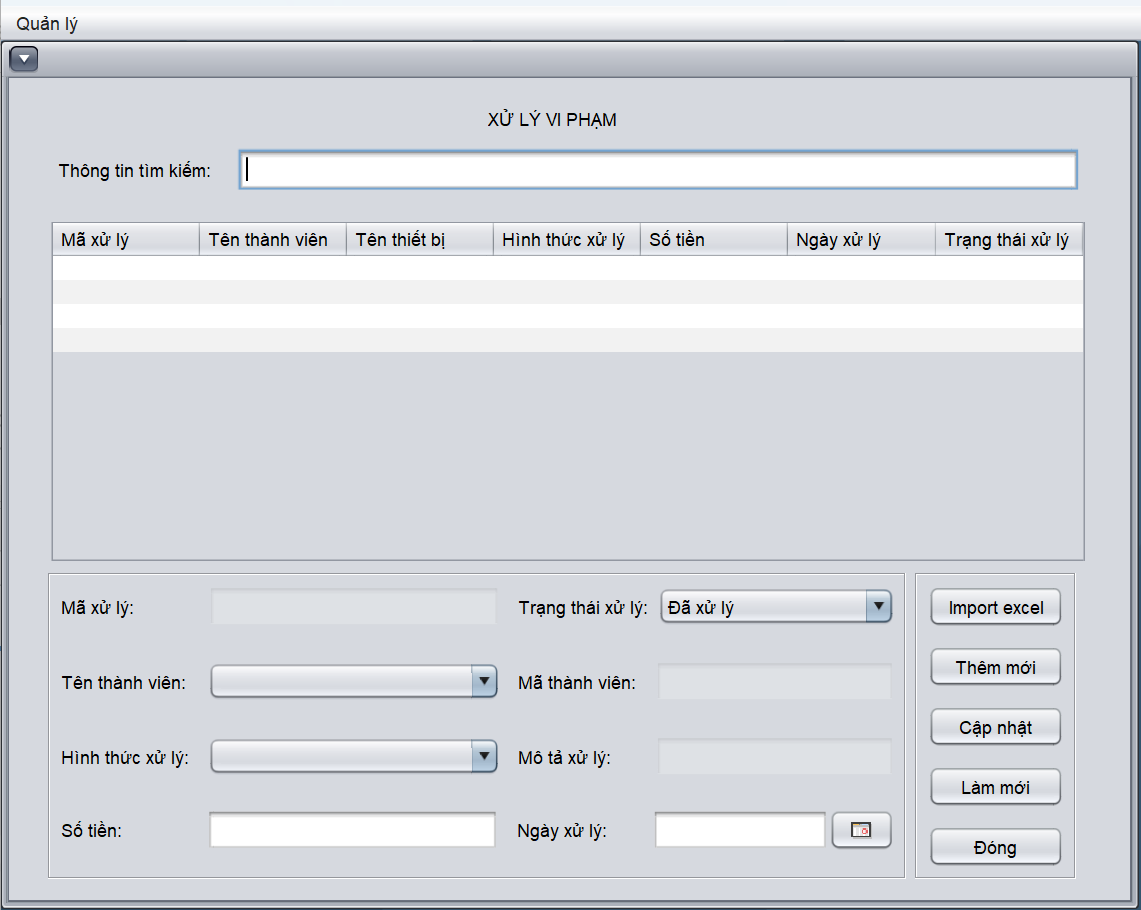 Quản lý
XỬ LÝ VI PHẠM
Thông tin tìm kiếm:
Mã xử lý Tên thành viên Tên thiết bị Hình thức xử lý Số tiền Ngày xử lý Trạng thái xử lý
Mã xử lý: Trạng thái xử lý: Đã xử lý Import excel
Tên thành viên: Mã thành viên: Thêm mới
Hình thức xử lý: Mô tả xử lý: Cập nhật
Làm mới
Số tiền: Ngày xử lý:
Đóng